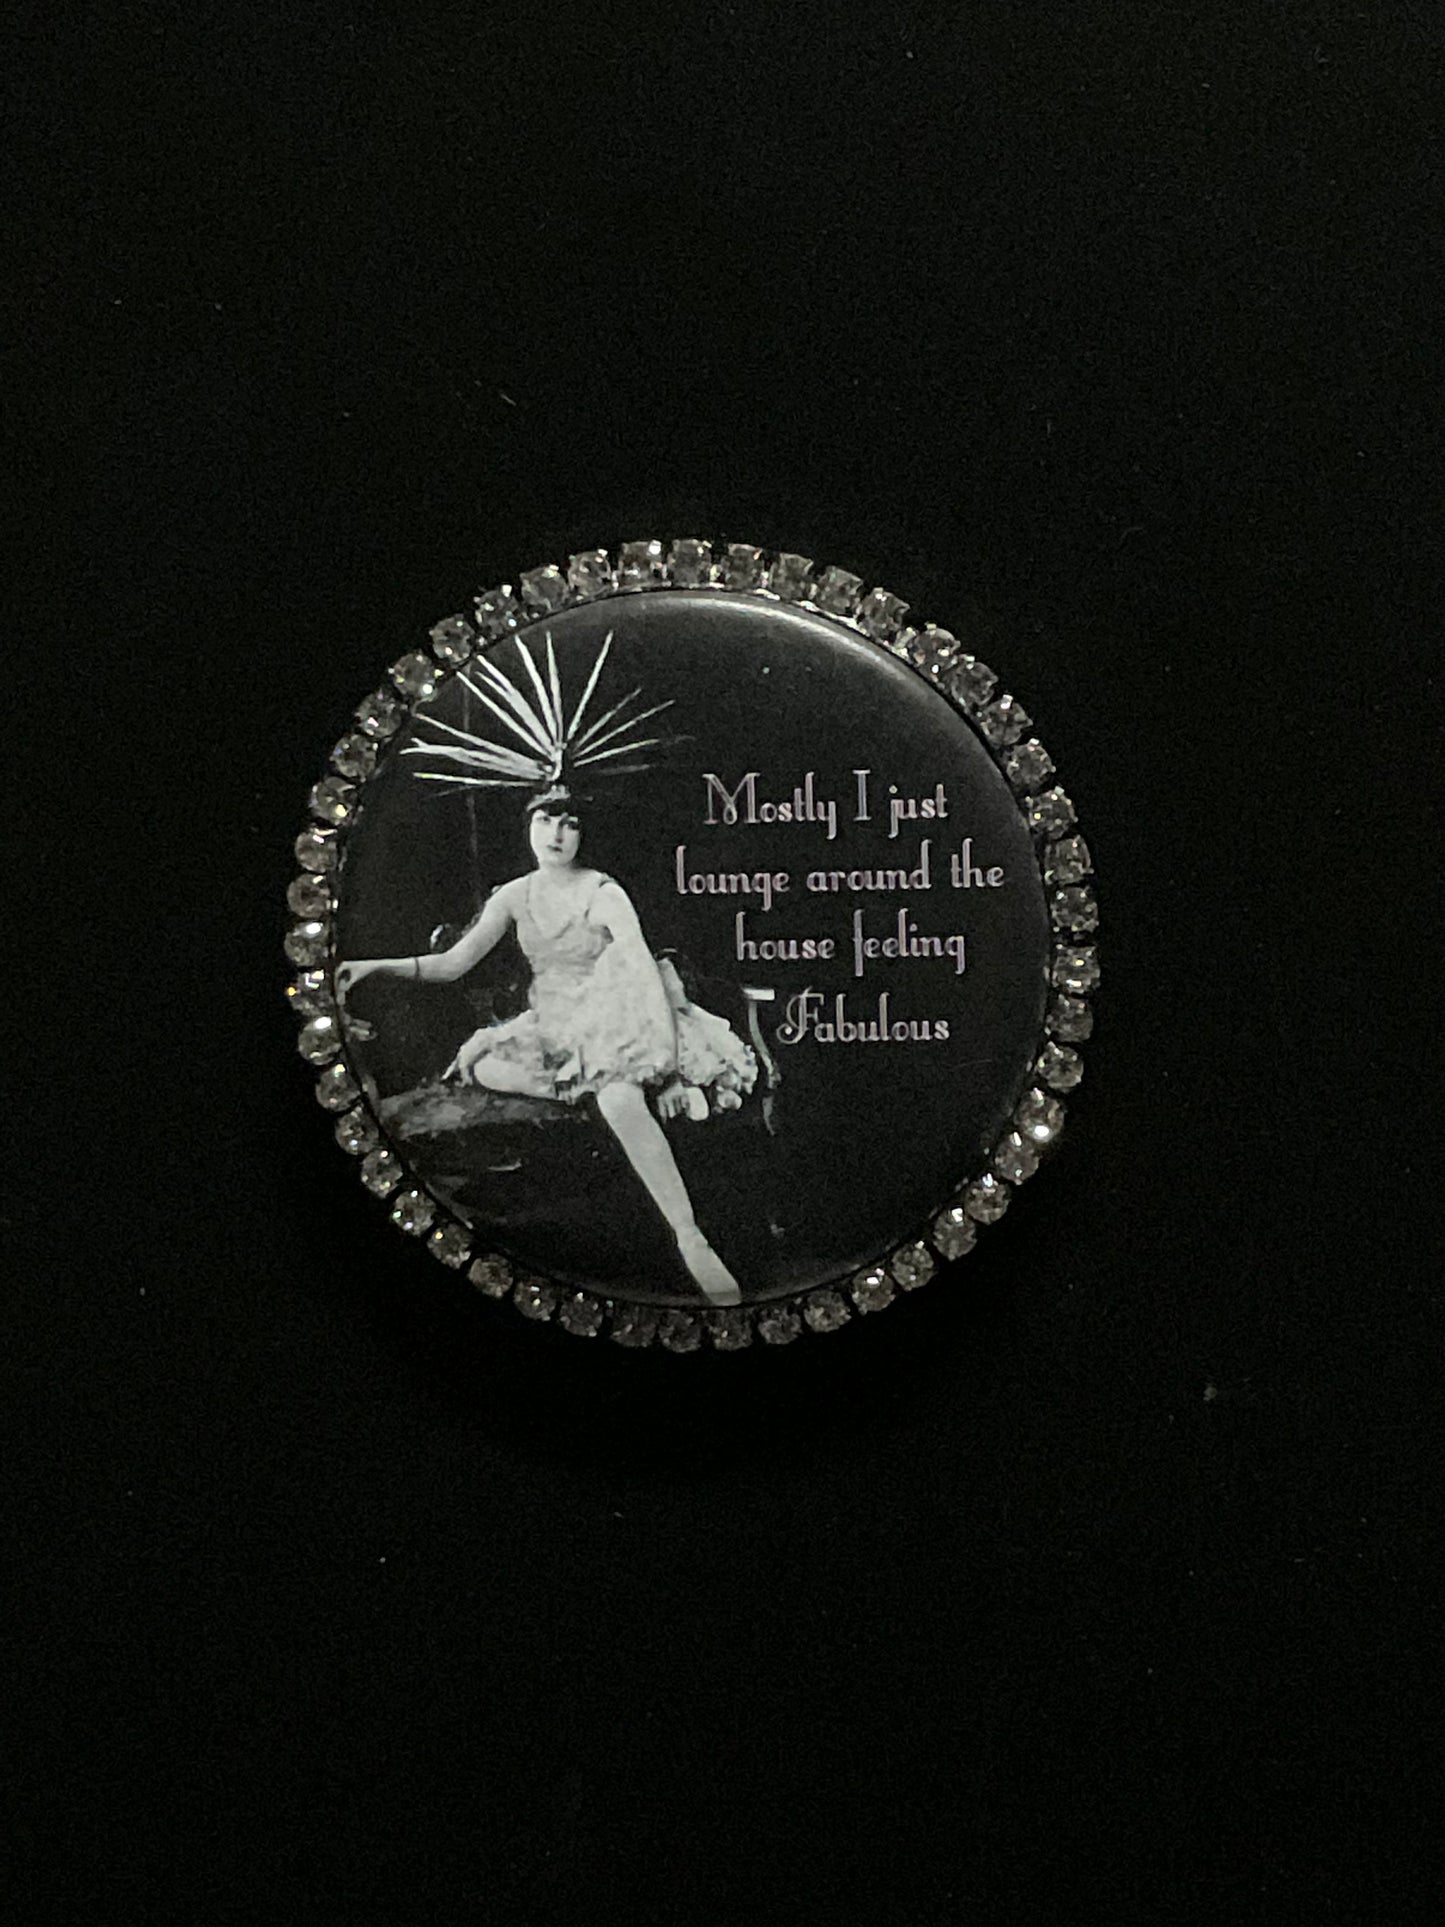 Mostly I just
lounge around the
house feeling
Fabulous